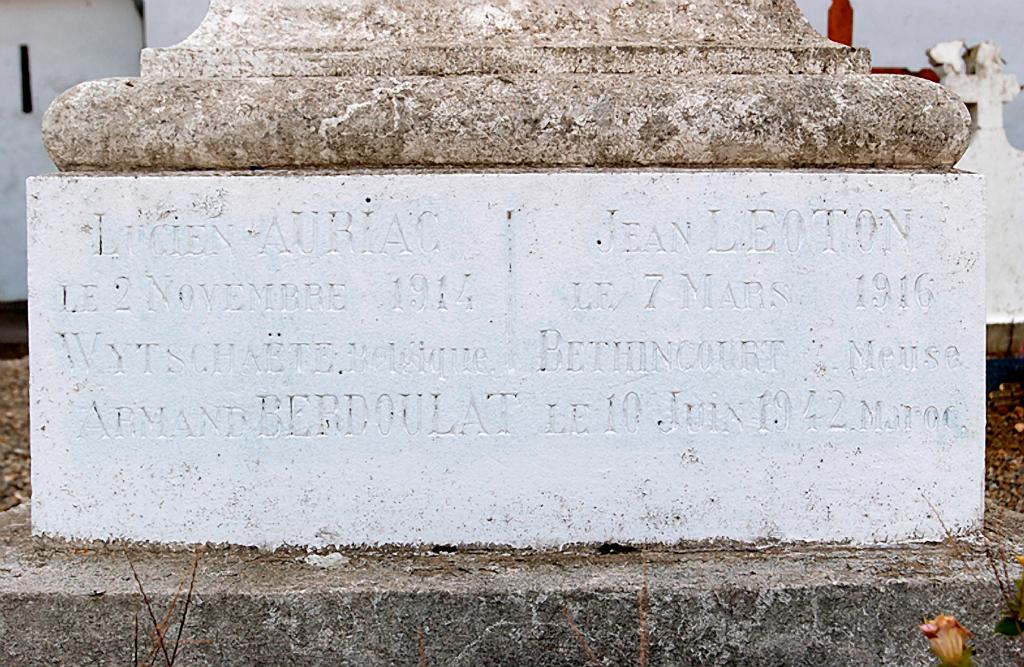 Lucien AURIAC
le 2 Novembre 1914
Wytschaëte Belgique
Jean LEOTON
le 7 Mars 1916
Bethincourt Meuse
Armand BERDOULAT le 10 Juin 1942. Maroc.